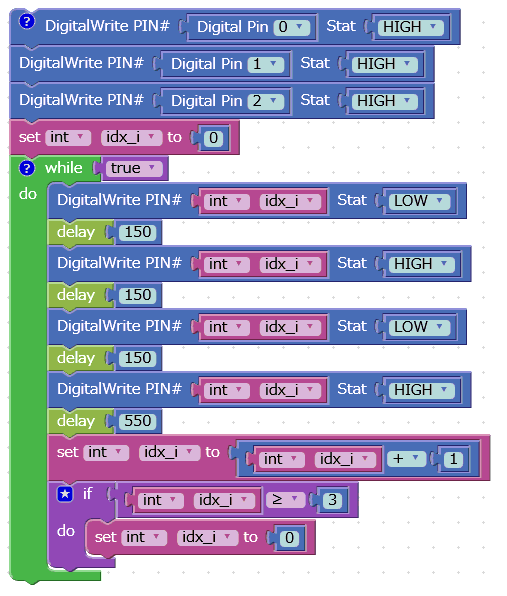 ? DigitalWrite PIN# Digital Pin 0 Stat HIGH
DigitalWrite PIN# Digital Pin 1 Stat HIGH
DigitalWrite PIN# Digital Pin 2 Stat HIGH
set int idx_i to 0
? while true
do
DigitalWrite PIN# int idx_i Stat LOW
delay 150
DigitalWrite PIN# int idx_i Stat HIGH
delay 150
DigitalWrite PIN# int idx_i Stat LOW
delay 150
DigitalWrite PIN# int idx_i Stat HIGH
delay 550
set int idx_i to int idx_i + 1
if int idx_i ≥ 3
do set int idx_i to 0